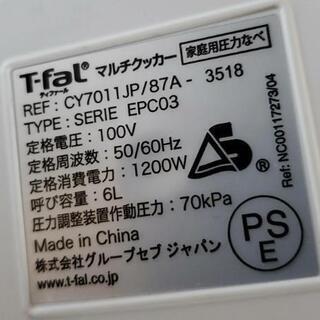 T-fal マルチクッカー 家庭用圧力なべ
ティファール
REF: CY7011JP/87A - 3518
TYPE: SERIE EPC03
定格電圧: 100V
定格周波数: 50/60Hz
定格消費電力: 1200W
呼び容量: 6L
圧力調整装置作動圧力: 70kPa
Made in China
株式会社グループセブ ジャパン
www.t-fal.co.jp
S
PS
E
Ref: NC00117273/04